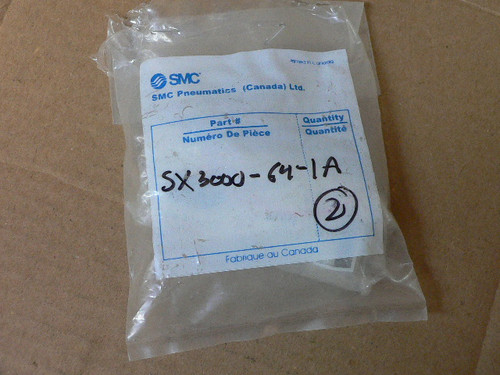 SMC
SMC Pneumatics (Canada) Ltd.
Part # Quantity
Numéro De Pièce Quantité
SX3000-64-1A
2
Fabriqué au Canada